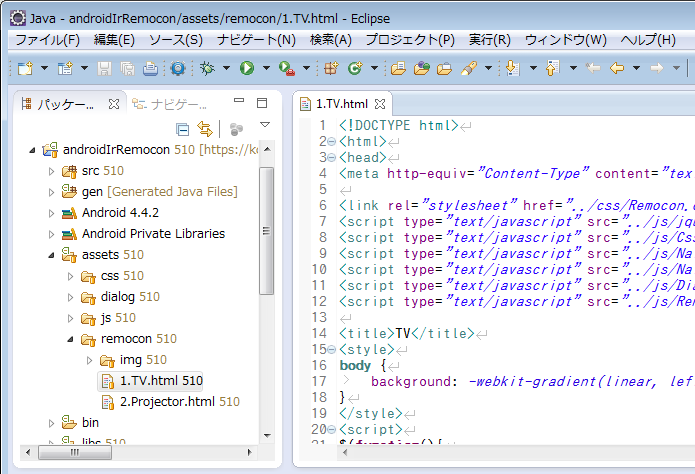 Java - androidIrRemocon/assets/remocon/1.TV.html - Eclipse
ファイル(F) 編集(E) ソース(S) ナビゲート(N) 検索(A) プロジェクト(P) 実行(R) ウィンドウ(W) ヘルプ(H)
パッケー... ナビゲー...
androidIrRemocon 510 [https://k
src 510
gen [Generated Java Files]
Android 4.4.2
Android Private Libraries
assets 510
css 510
dialog 510
js 510
remocon 510
img 510
1.TV.html 510
2.Projector.html 510
bin
libs 510
1.TV.html
1 <!DOCTYPE html>
2 <html>
3 <head>
4 <meta http-equiv="Content-Type" content="tex
5
6 <link rel="stylesheet" href="../css/Remocon.c
7 <script type="text/javascript" src="../js/jqu
8 <script type="text/javascript" src="../js/Css
9 <script type="text/javascript" src="../js/Na
10 <script type="text/javascript" src="../js/Na
11 <script type="text/javascript" src="../js/Dia
12 <script type="text/javascript" src="../js/Rem
13
14 <title>TV</title>
15 <style>
16 body {
17 background: -webkit-gradient(linear, lef
18 }
19 </style>
20 <script>
21 $(function(){